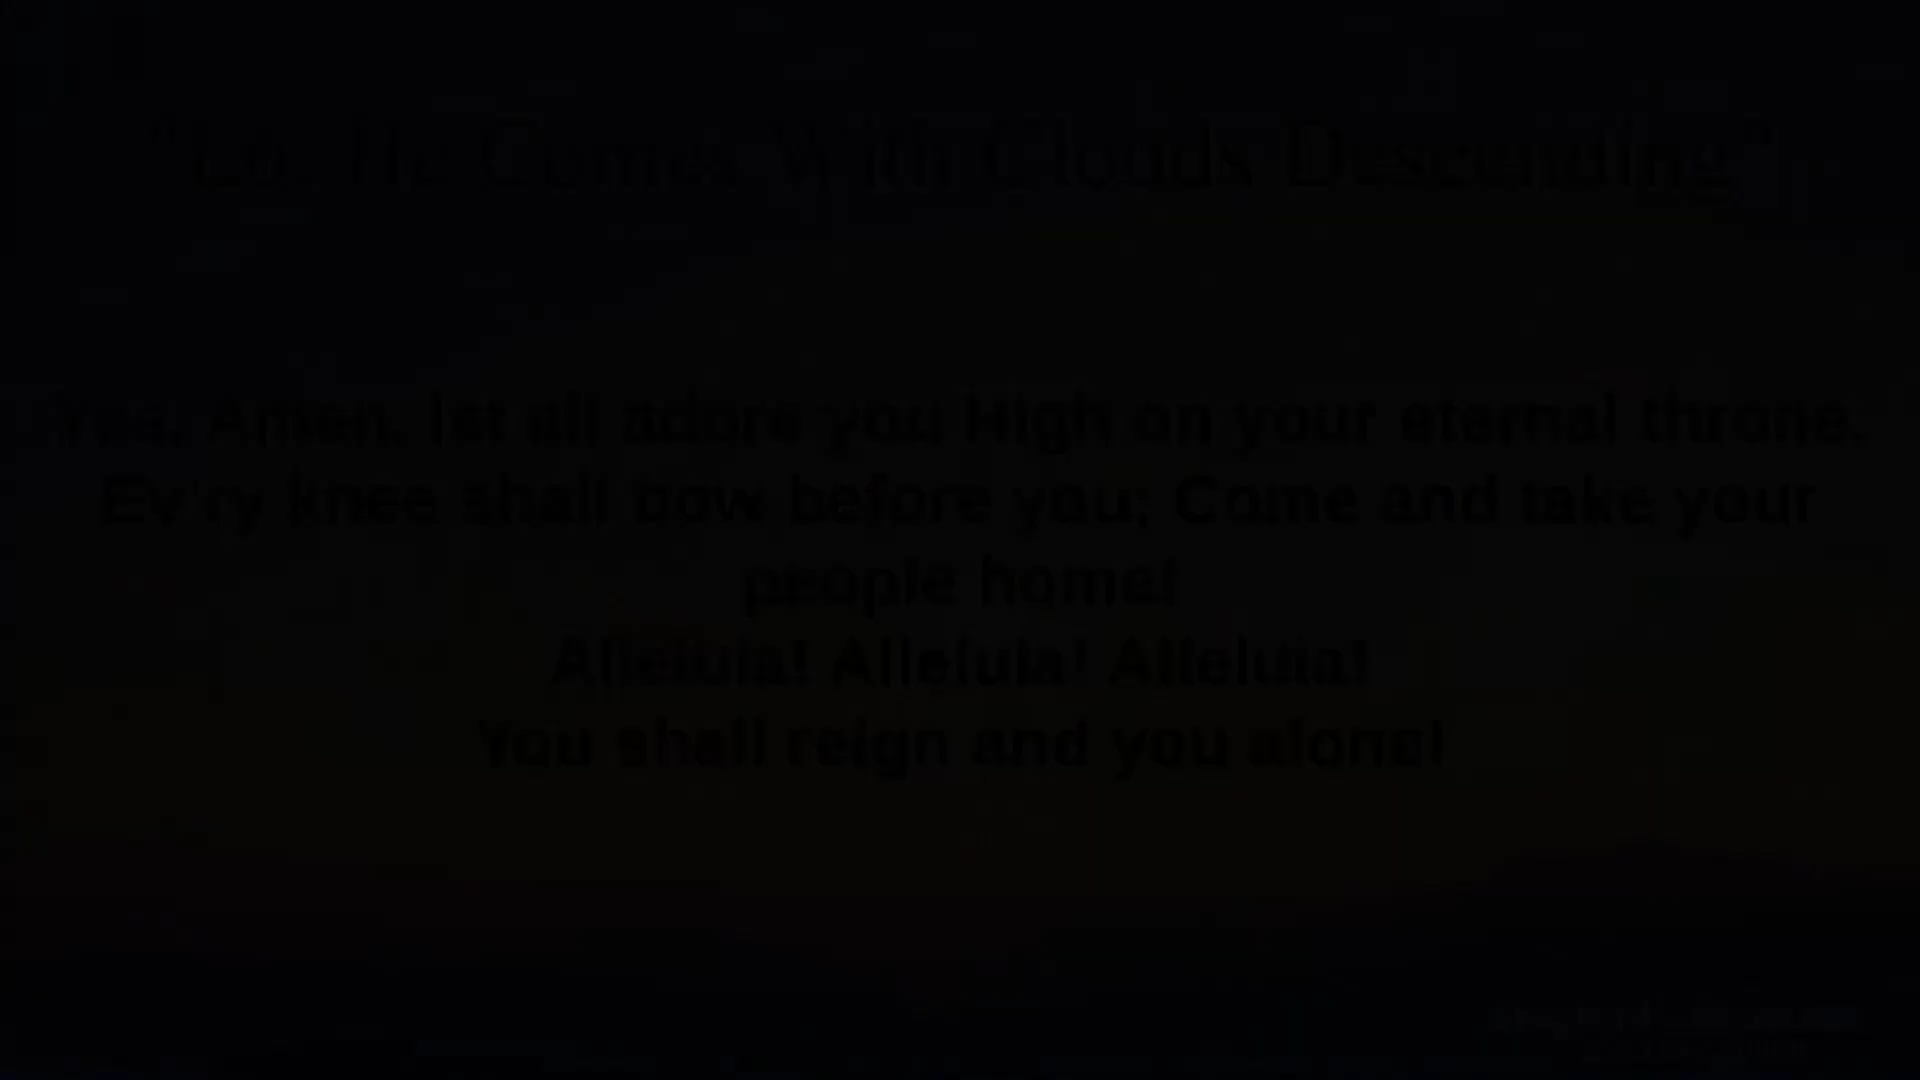 "Lo, He Comes With Clouds Descending"
Yes, Amen, let all adore you High on your eternal throne,
Ev'ry knee shall bow before you; Come and take your
people home!
Alleluia! Alleluia! Alleluia!
You shall reign and you alone!